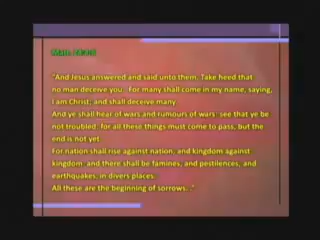 "And Jesus answered and said unto them, Take heed that
no man deceive you. For many shall come in my name, saying,
I am Christ; and shall deceive many.
And ye shall hear of wars and rumours of wars: see that ye be
not troubled: for all these things must come to pass, but the
end is not yet.
For nation shall rise against nation, and kingdom against
kingdom: and there shall be famines, and pestilences, and
earthquakes, in divers places.
All these are the beginning of sorrows..."